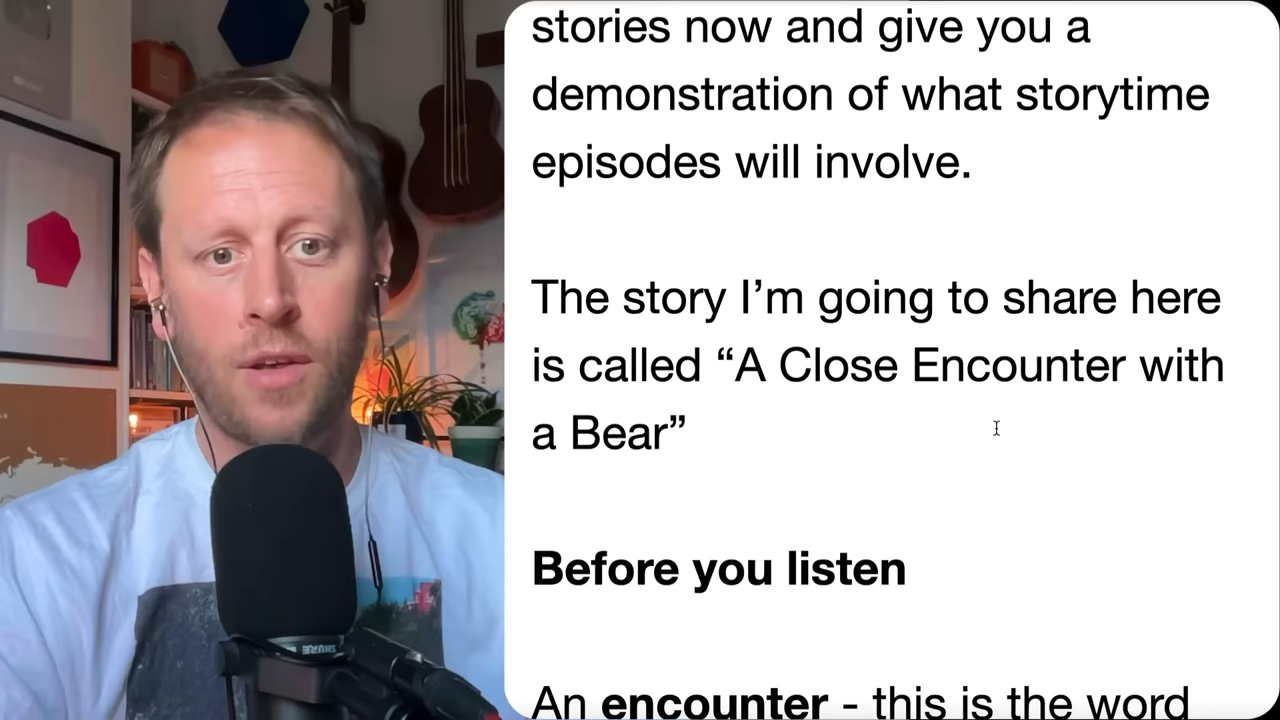 stories now and give you a
demonstration of what storytime
episodes will involve.
The story I’m going to share here
is called “A Close Encounter with
a Bear”
Before you listen
An encounter - this is the word
SHURE